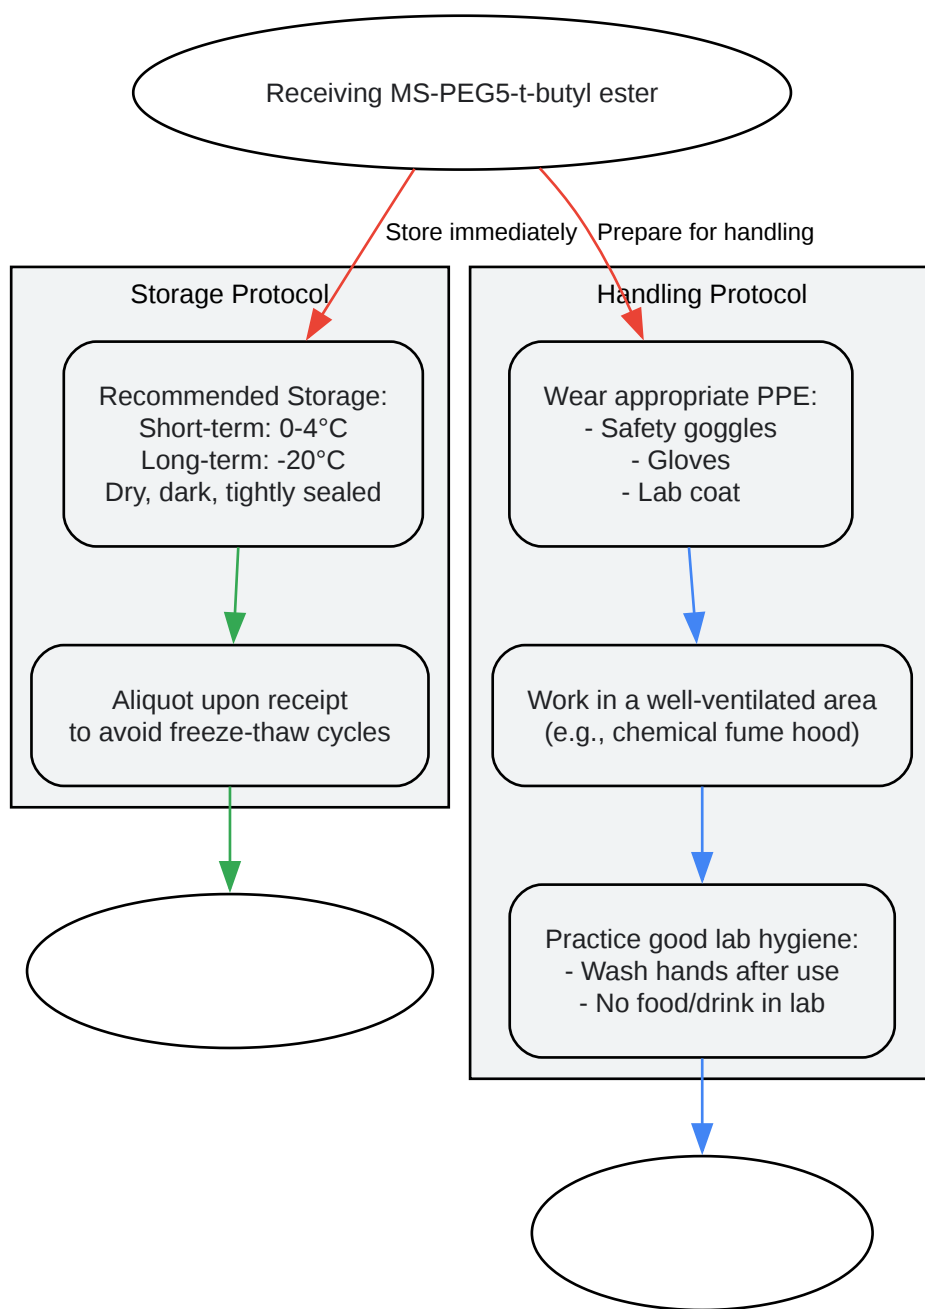 Receiving MS-PEG5-t-butyl ester
Store immediately
Prepare for handling
Storage Protocol
Recommended Storage:
Short-term: 0-4°C
Long-term: -20°C
Dry, dark, tightly sealed
Aliquot upon receipt
to avoid freeze-thaw cycles
Handling Protocol
Wear appropriate PPE:
- Safety goggles
- Gloves
- Lab coat
Work in a well-ventilated area
(e.g., chemical fume hood)
Practice good lab hygiene:
- Wash hands after use
- No food/drink in lab